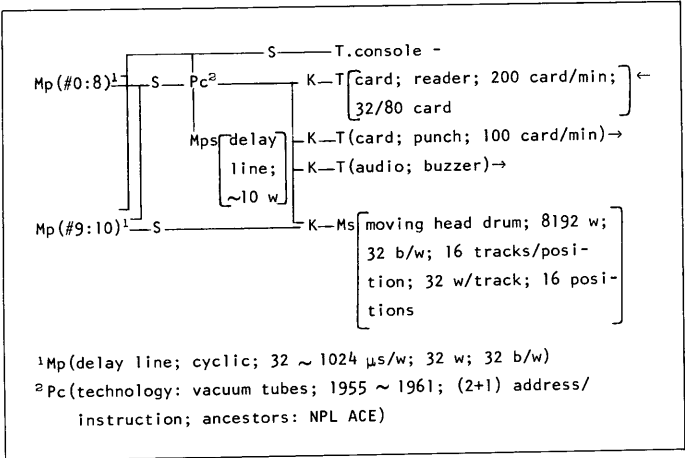 S T.console -
Mp(#0:8)¹ S Pc² K—T[card; reader; 200 card/min; ←
32/80 card]
Mps[delay K—T(card; punch; 100 card/min)→
line; K—T(audio; buzzer)→
~10 w]
Mp(#9:10)¹ S K—Ms[moving head drum; 8192 w;
32 b/w; 16 tracks/posi-
tion; 32 w/track; 16 posi-
tions]
¹Mp(delay line; cyclic; 32 ~ 1024 μs/w; 32 w; 32 b/w)
²Pc(technology: vacuum tubes; 1955 ~ 1961; (2+1) address/
instruction; ancestors: NPL ACE)